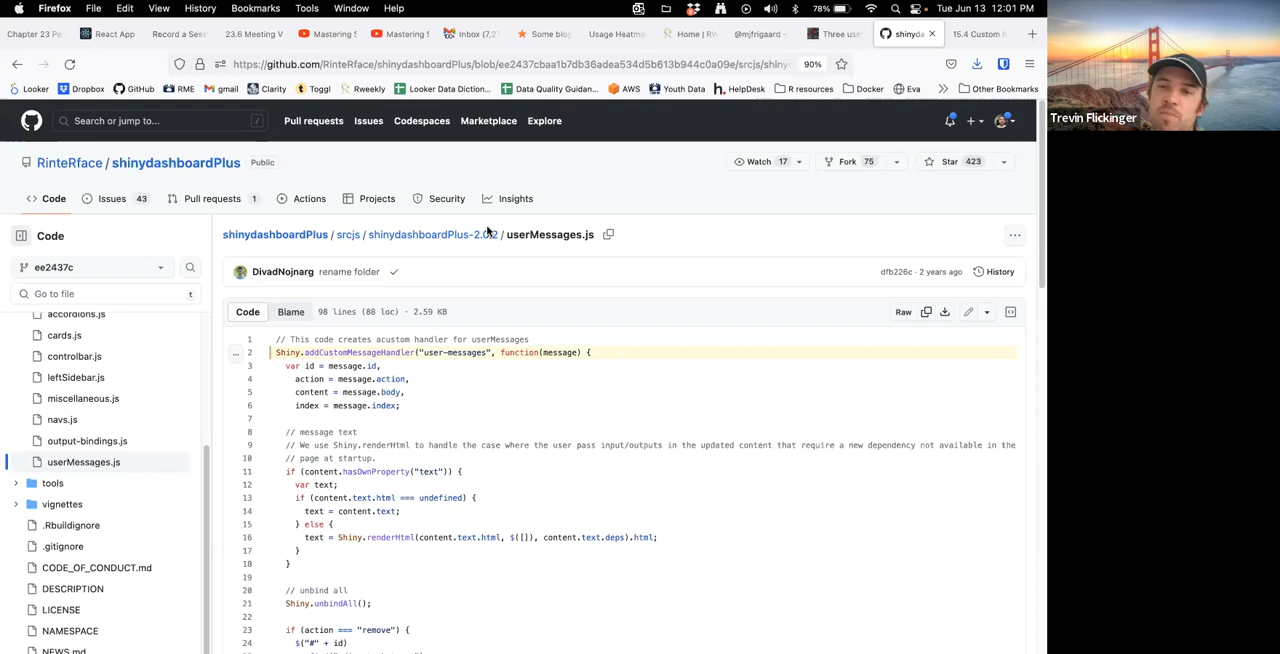 Firefox File Edit View History Bookmarks Tools Window Help 78% Tue Jun 13 12:01 PM
Chapter 23 Pe React App Record a Sess 23.6 Meeting V Mastering S Mastering S Inbox (7,2 Some blog Usage Heatm Home | RV @mjfrigaard - Three use shinyda 15.4 Custom h
https://github.com/RinteRface/shinydashboardPlus/blob/ee2437cbaa1b7db36adea534d5b613b944c0a09e/srcjs/shiny 90%
Looker Dropbox GitHub RME gmail Clarity Toggl Rweekly Looker Data Diction... Data Quality Guidan... AWS Youth Data HelpDesk R resources Docker Eva Other Bookmarks
Trevin Flickinger
Search or jump to... / Pull requests Issues Codespaces Marketplace Explore
RinteRface / shinydashboardPlus Public Watch 17 Fork 75 Star 423
Code Issues 43 Pull requests 1 Actions Projects Security Insights
Code
shinydashboardPlus / srcjs / shinydashboardPlus-2.0.2 / userMessages.js
ee2437c
DivadNojnarg rename folder dfb226c · 2 years ago History
Go to file t
Code Blame 98 lines (88 loc) · 2.59 KB Raw
accordions.js
cards.js
controlbar.js
leftSidebar.js
miscellaneous.js
navs.js
output-bindings.js
userMessages.js
tools
vignettes
.Rbuildignore
.gitignore
CODE_OF_CONDUCT.md
DESCRIPTION
LICENSE
NAMESPACE
NEWS.md
1 // This code creates acustom handler for userMessages
2 Shiny.addCustomMessageHandler("user-messages", function(message) {
3 var id = message.id,
4 action = message.action,
5 content = message.body,
6 index = message.index;
7
8 // message text
9 // We use Shiny.renderHtml to handle the case where the user pass input/outputs in the updated content that require a new dependency not available in the
10 // page at startup.
11 if (content.hasOwnProperty("text")) {
12 var text;
13 if (content.text.html === undefined) {
14 text = content.text;
15 } else {
16 text = Shiny.renderHtml(content.text.html, $([]), content.text.deps).html;
17 }
18 }
19
20 // unbind all
21 Shiny.unbindAll();
22
23 if (action === "remove") {
24 $("#" + id)